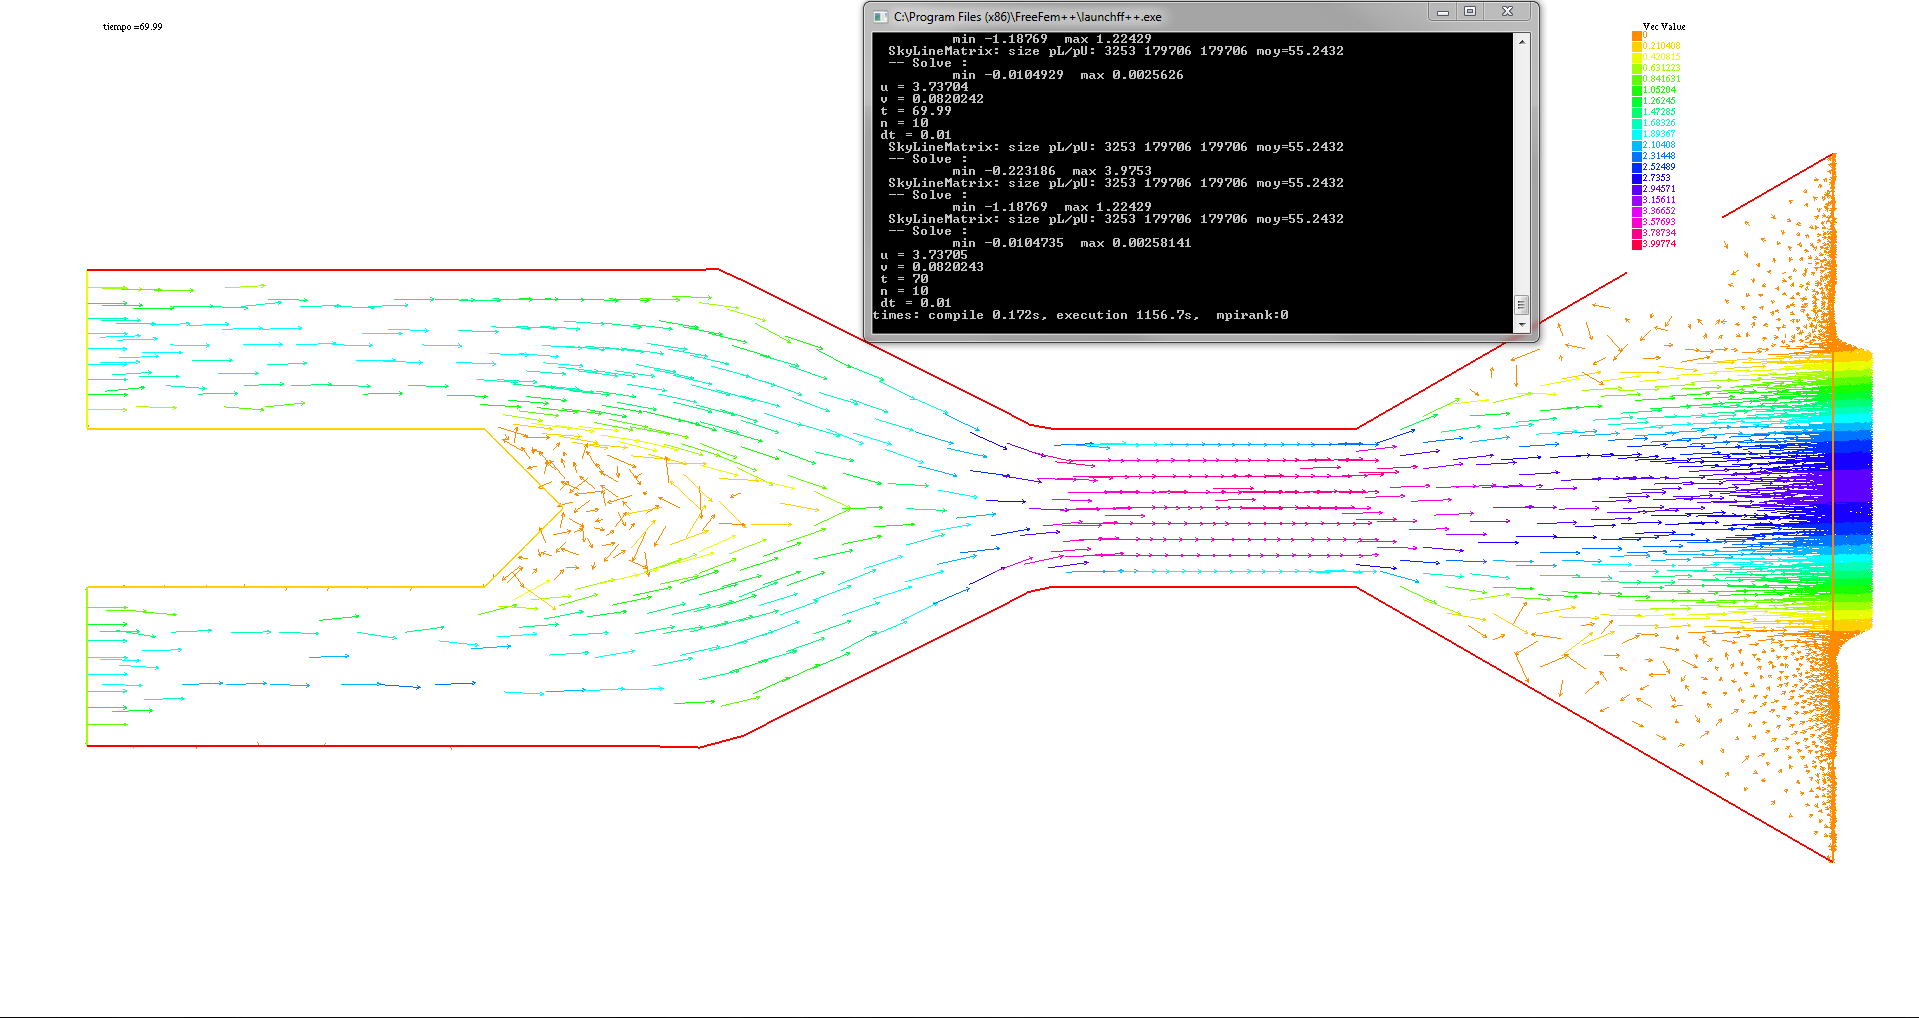 tiempo =69.99
C:\Program Files (x86)\FreeFem++\launchff++.exe
min -1.18769 max 1.22429
SkyLineMatrix: size pL/pU: 3253 179706 179706 moy=55.2432
-- Solve :
min -0.0104929 max 0.0025626
u = 3.73704
v = 0.0820242
t = 69.99
n = 10
dt = 0.01
SkyLineMatrix: size pL/pU: 3253 179706 179706 moy=55.2432
-- Solve :
min -0.223186 max 3.9753
SkyLineMatrix: size pL/pU: 3253 179706 179706 moy=55.2432
-- Solve :
min -1.18769 max 1.22429
SkyLineMatrix: size pL/pU: 3253 179706 179706 moy=55.2432
-- Solve :
min -0.0104735 max 0.00258141
u = 3.73705
v = 0.0820243
t = 70
n = 10
dt = 0.01
times: compile 0.172s, execution 1156.7s, mpirank:0
Vec Value
0
0.210408
0.420815
0.631223
0.841631
1.05204
1.26245
1.47285
1.68326
1.89367
2.10408
2.31448
2.52489
2.7353
2.94571
3.15611
3.36652
3.57693
3.78734
3.99774